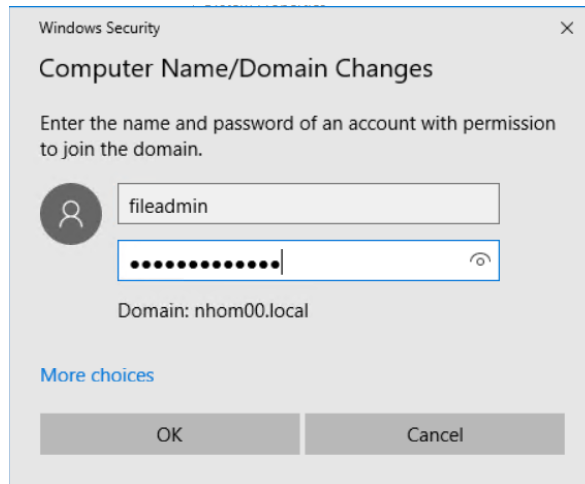 Windows Security
Computer Name/Domain Changes
Enter the name and password of an account with permission
to join the domain.
fileadmin
•••••••••••••
Domain: nhom00.local
More choices
OK
Cancel